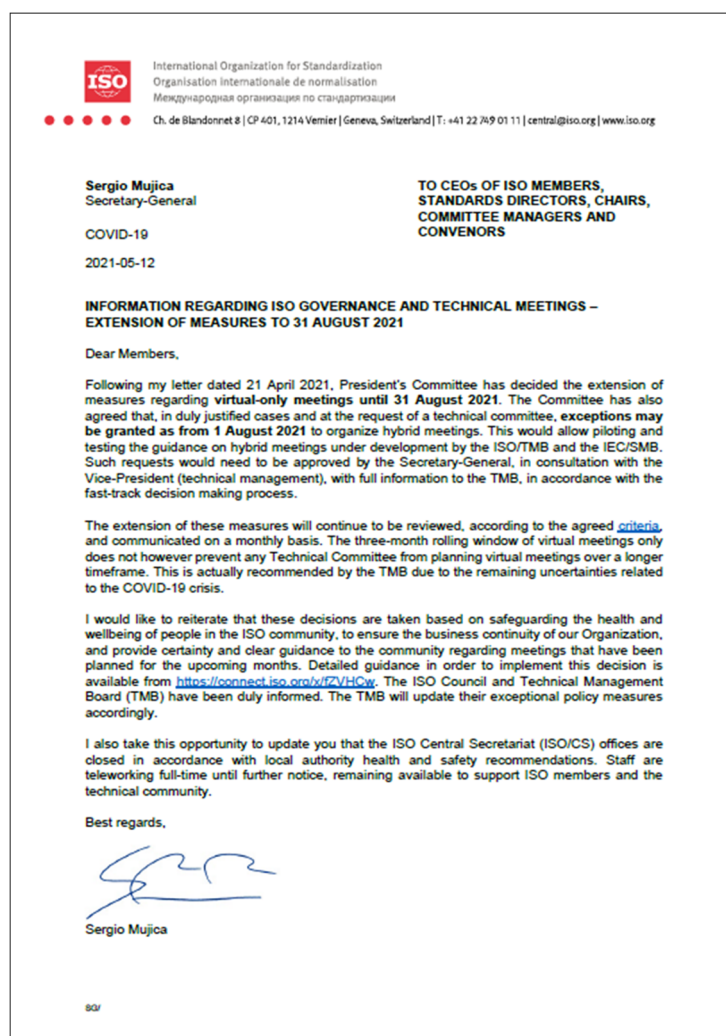 ISO
International Organization for Standardization
Organisation internationale de normalisation
Международная организация по стандартизации
Ch. de Blandonnet 8 | CP 401, 1214 Vernier | Geneva, Switzerland | T: +41 22 749 01 11 | central@iso.org | www.iso.org
Sergio Mujica
Secretary-General
TO CEOs OF ISO MEMBERS,
STANDARDS DIRECTORS, CHAIRS,
COMMITTEE MANAGERS AND
CONVENORS
COVID-19
2021-05-12
INFORMATION REGARDING ISO GOVERNANCE AND TECHNICAL MEETINGS –
EXTENSION OF MEASURES TO 31 AUGUST 2021
Dear Members,
Following my letter dated 21 April 2021, President's Committee has decided the extension of
measures regarding virtual-only meetings until 31 August 2021. The Committee has also
agreed that, in duly justified cases and at the request of a technical committee, exceptions may
be granted as from 1 August 2021 to organize hybrid meetings. This would allow piloting and
testing the guidance on hybrid meetings under development by the ISO/TMB and the IEC/SMB.
Such requests would need to be approved by the Secretary-General, in consultation with the
Vice-President (technical management), with full information to the TMB, in accordance with the
fast-track decision making process.
The extension of these measures will continue to be reviewed, according to the agreed criteria,
and communicated on a monthly basis. The three-month rolling window of virtual meetings only
does not however prevent any Technical Committee from planning virtual meetings over a longer
timeframe. This is actually recommended by the TMB due to the remaining uncertainties related
to the COVID-19 crisis.
I would like to reiterate that these decisions are taken based on safeguarding the health and
wellbeing of people in the ISO community, to ensure the business continuity of our Organization,
and provide certainty and clear guidance to the community regarding meetings that have been
planned for the upcoming months. Detailed guidance in order to implement this decision is
available from https://connect.iso.org/x/fZVHCw. The ISO Council and Technical Management
Board (TMB) have been duly informed. The TMB will update their exceptional policy measures
accordingly.
I also take this opportunity to update you that the ISO Central Secretariat (ISO/CS) offices are
closed in accordance with local authority health and safety recommendations. Staff are
teleworking full-time until further notice, remaining available to support ISO members and the
technical community.
Best regards,
Sergio Mujica
SG/